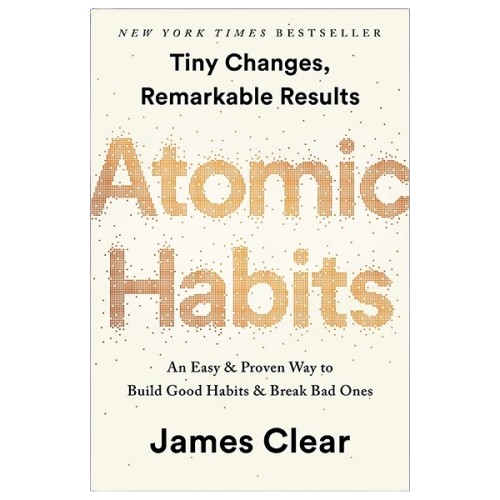 NEW YORK TIMES BESTSELLER
Tiny Changes,
Remarkable Results
Atomic
Habits
An Easy & Proven Way to
Build Good Habits & Break Bad Ones
James Clear